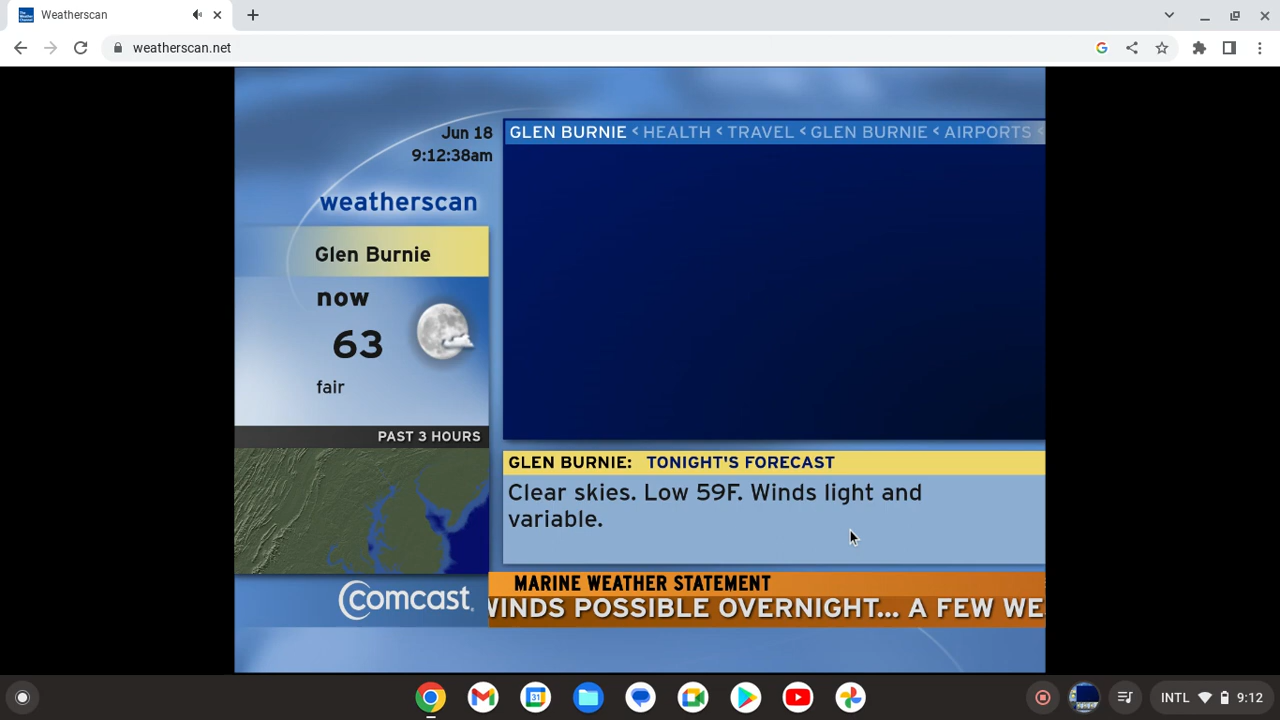 Weatherscan
weatherscan.net
Jun 18
9:12:38am
weatherscan
GLEN BURNIE < HEALTH < TRAVEL < GLEN BURNIE < AIRPORTS <
Glen Burnie
now
63
fair
PAST 3 HOURS
GLEN BURNIE: TONIGHT'S FORECAST
Clear skies. Low 59F. Winds light and
variable.
comcast.
MARINE WEATHER STATEMENT
WINDS POSSIBLE OVERNIGHT... A FEW WE
31
INTL 9:12